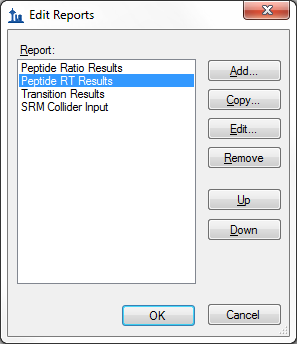 Edit Reports
Report:
Peptide Ratio Results
Peptide RT Results
Transition Results
SRM Collider Input
Add...
Copy...
Edit...
Remove
Up
Down
OK
Cancel